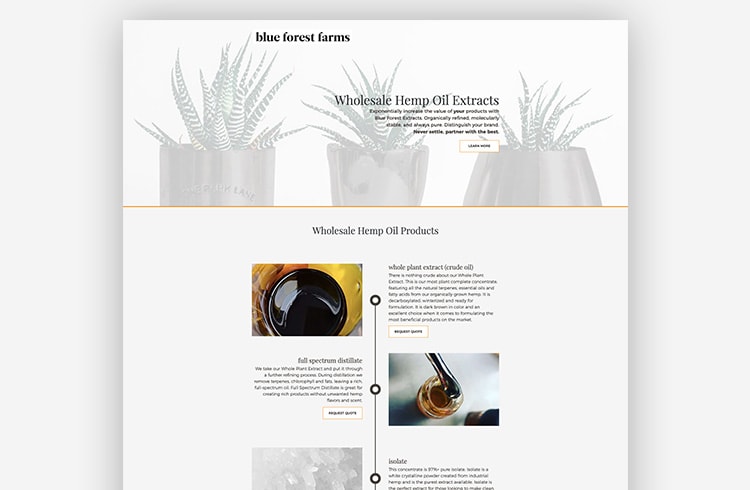 blue forest farms
Wholesale Hemp Oil Extracts
Exponentially increase the value of your products with
Blue Forest Extracts. Organically refined, molecularly
stable, and always pure. Distinguish your brand.
Never settle, partner with the best.
LEARN MORE
Wholesale Hemp Oil Products
whole plant extract (crude oil)
There is nothing crude about our Whole Plant
Extract. This is our most plant complete concentrate,
featuring all the natural terpenes, essential oils and
fatty acids from our organically grown hemp. It is
decarboxylated, winterized and ready for
formulation. It is dark brown in color and an
excellent choice when it comes to formulating the
most beneficial products on the market.
REQUEST QUOTE
full spectrum distillate
We take our Whole Plant Extract and put it through
a further refining process. During distillation we
remove terpenes, chlorophyll and fats, leaving a rich,
full-spectrum oil. Full Spectrum Distillate is great for
creating rich products without unwanted hemp
flavors and scent.
REQUEST QUOTE
isolate
This concentrate is 97%+ pure isolate. Isolate is a
white crystalline powder created from industrial
hemp and is the purest extract available. Isolate is
the perfect extract for those looking to make clean,